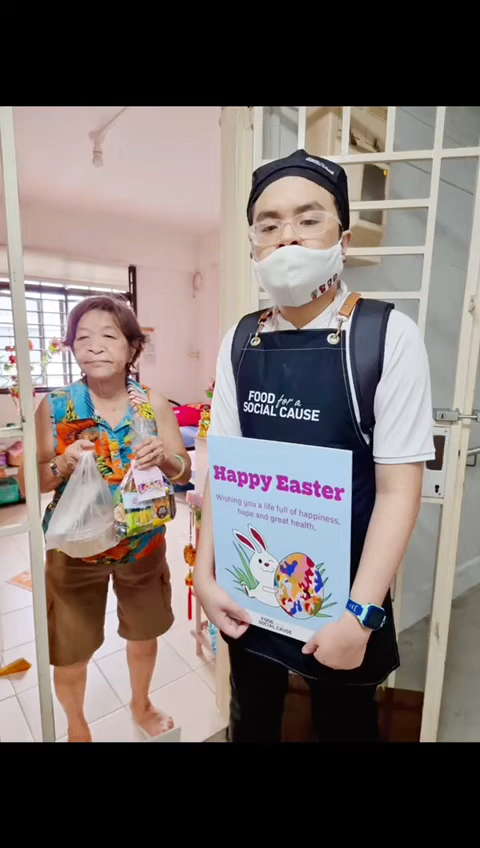 FOOD for a
SOCIAL CAUSE
Happy Easter
Wishing you a life full of happiness,
hope and great health.
FOOD for a
SOCIAL CAUSE